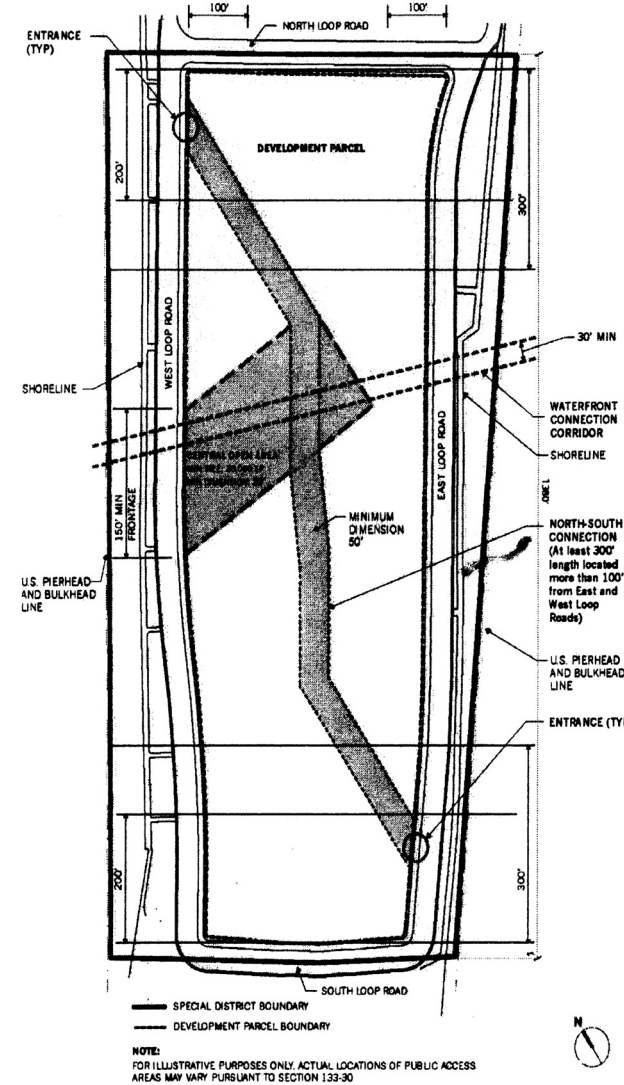 100'
100'
NORTH LOOP ROAD
ENTRANCE
(TYP)
DEVELOPMENT PARCEL
200'
300'
WEST LOOP ROAD
30' MIN
SHORELINE
WATERFRONT
CONNECTION
CORRIDOR
SHORELINE
EAST LOOP ROAD
CENTRAL OPEN AREA
150' MIN
FRONTAGE
MINIMUM
DIMENSION
50'
NORTH-SOUTH
CONNECTION
(At least 300'
length located
more than 100'
from East and
West Loop
Roads)
U.S. PIERHEAD
AND BULKHEAD
LINE
U.S. PIERHEAD
AND BULKHEAD
LINE
ENTRANCE (TY
200'
300'
SOUTH LOOP ROAD
SPECIAL DISTRICT BOUNDARY
DEVELOPMENT PARCEL BOUNDARY
N
NOTE:
FOR ILLUSTRATIVE PURPOSES ONLY. ACTUAL LOCATIONS OF PUBLIC ACCESS
AREAS MAY VARY PURSUANT TO SECTION 133-30